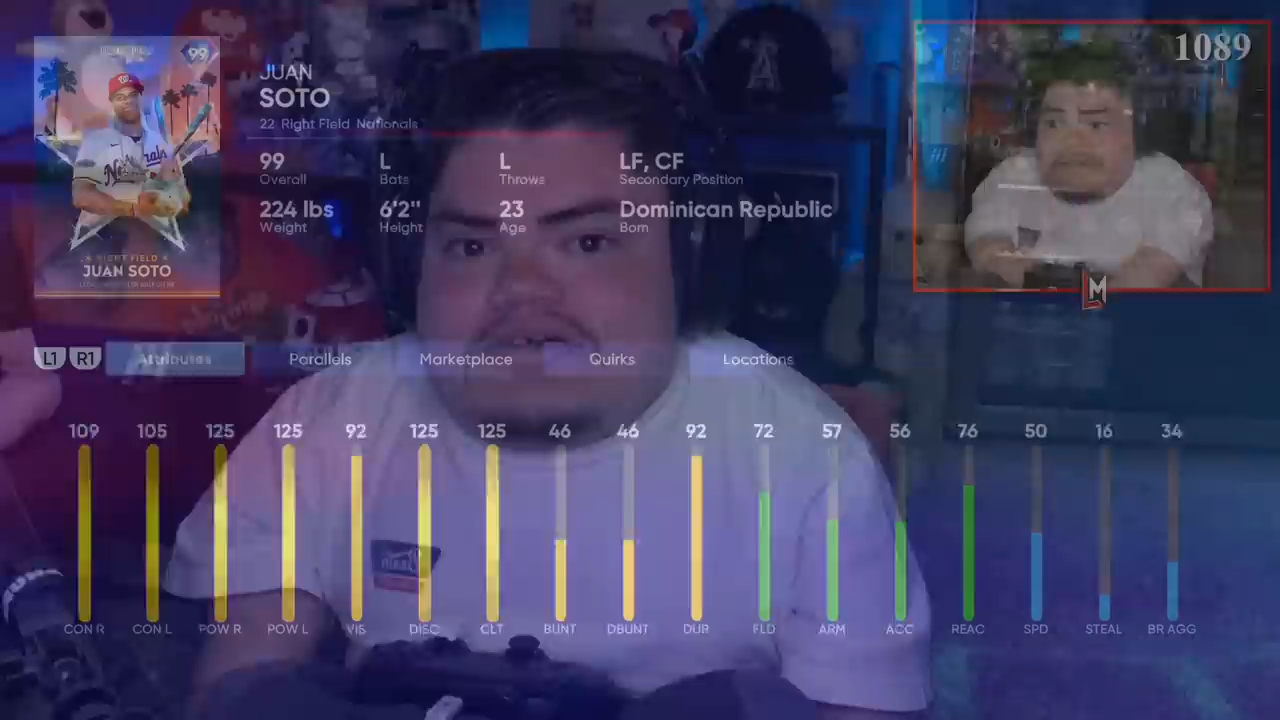 99
JUAN
SOTO
22 Right Field Nationals
99
Overall
L
Bats
L
Throws
LF, CF
Secondary Position
224 lbs
Weight
6'2"
Height
23
Age
Dominican Republic
Born
RIGHT FIELD
JUAN SOTO
1089
L1 R1 Attributes Parallels Marketplace Quirks Locations
109 105 125 125 92 125 125 46 46 92 72 57 56 76 50 16 34
CON R CON L POW R POW L VIS DISC CLT BUNT DBUNT DUR FLD ARM ACC REAC SPD STEAL BR AGG